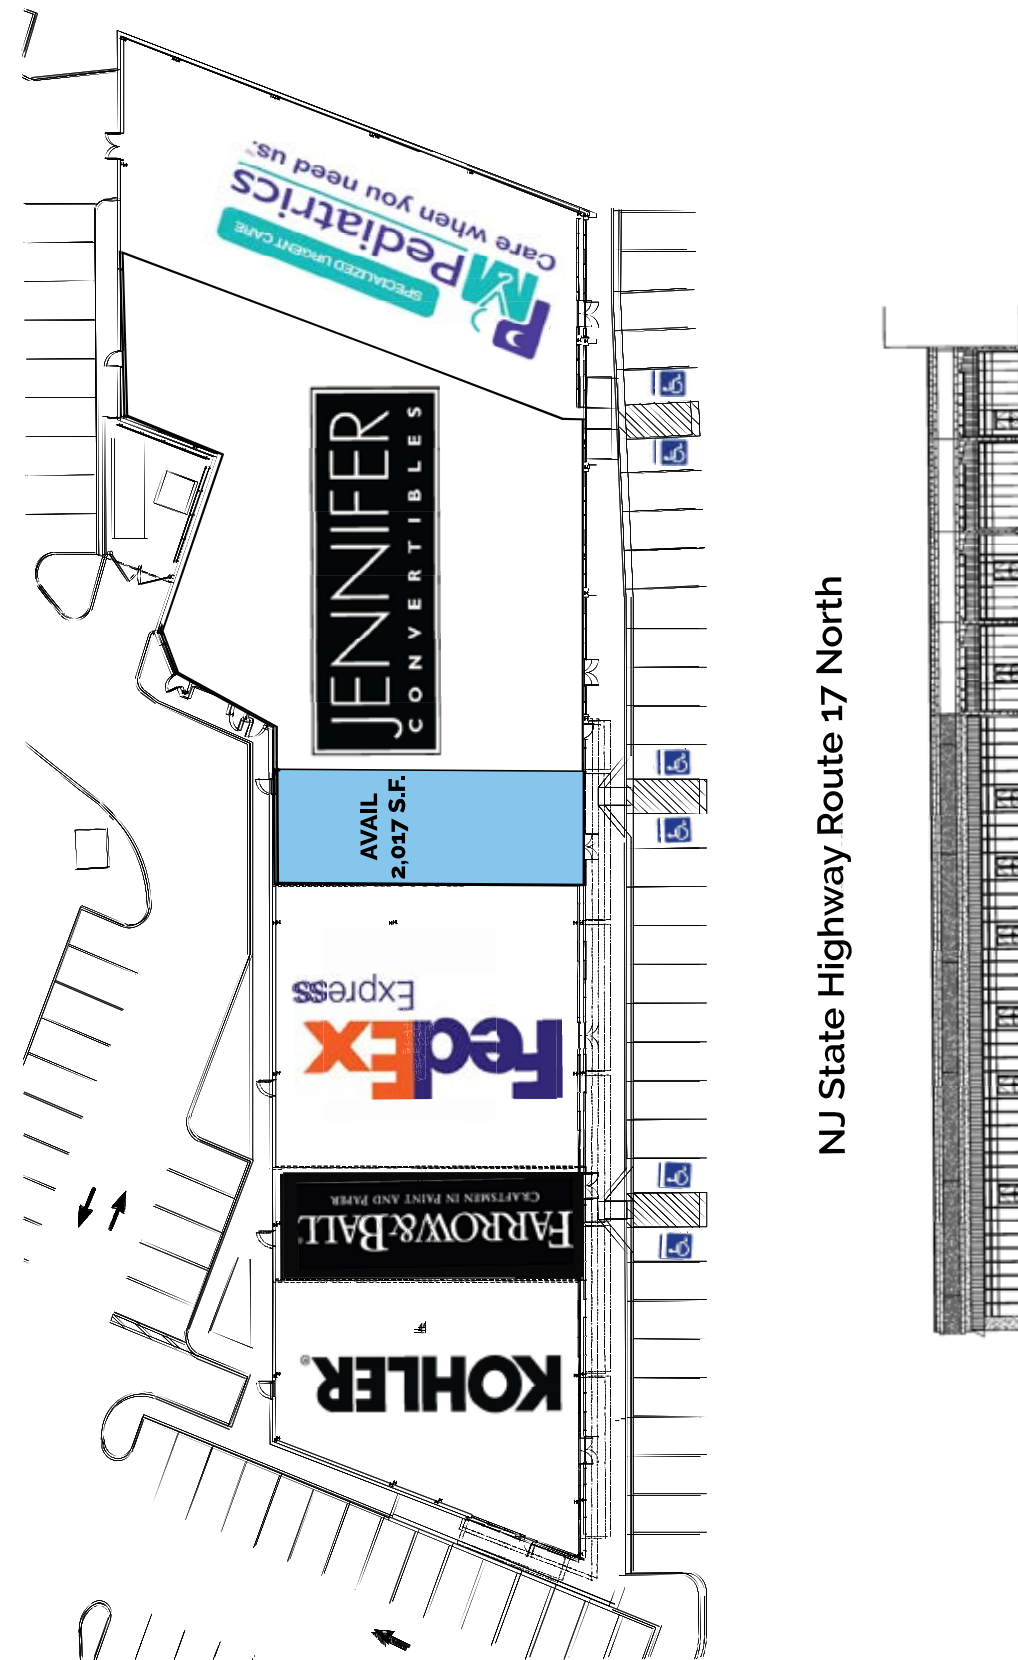 SPECIALIZED URGENT CARE
PM Pediatrics
Care when you need us.™
JENNIFER
CONVERTIBLES
AVAIL
2,017 S.F.
FedEx
Express
FARROW&BALL
CRAFTSMEN IN PAINT AND PAPER
KOHLER®
NJ State Highway Route 17 North